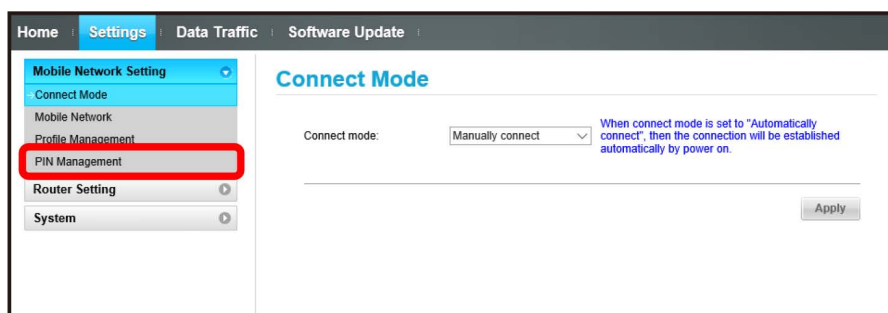 Home Settings Data Traffic Software Update
Mobile Network Setting
Connect Mode
Mobile Network
Profile Management
PIN Management
Router Setting
System
Connect Mode
Connect mode: Manually connect
When connect mode is set to "Automatically
connect", then the connection will be established
automatically by power on.
Apply